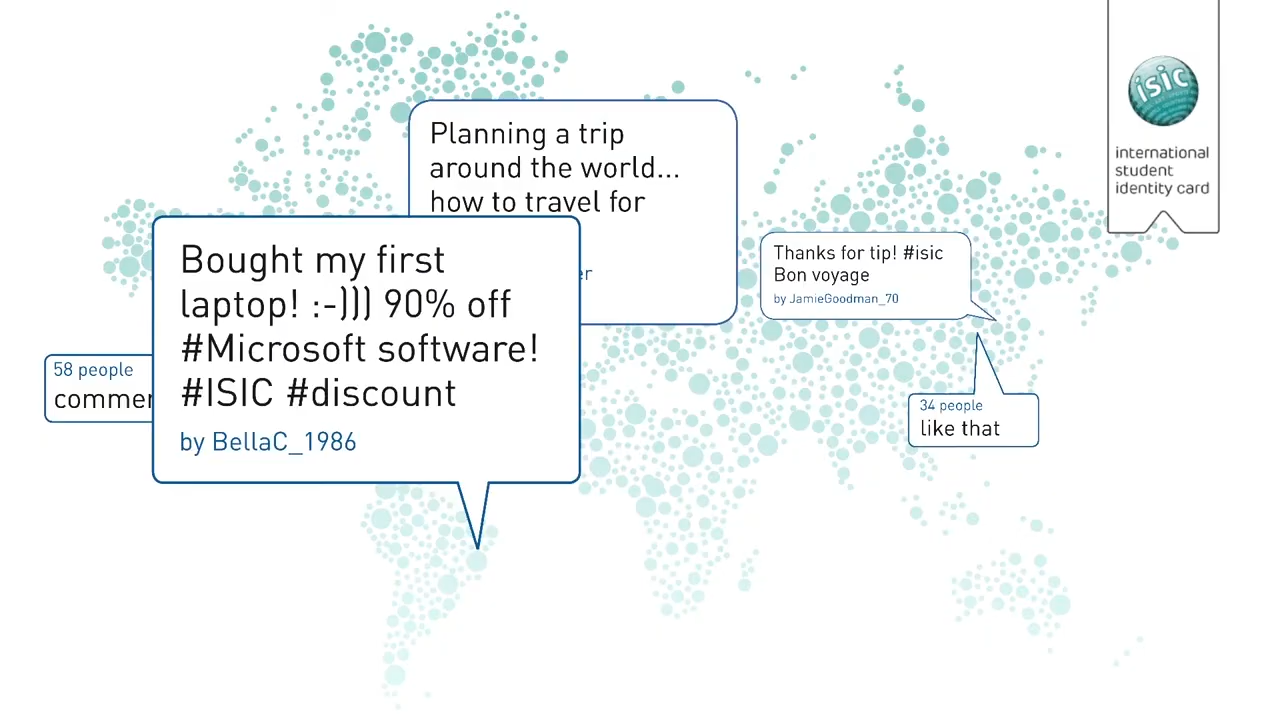 isic
international
student
identity card
Planning a trip
around the world...
how to travel for
Bought my first
laptop! :-))) 90% off
#Microsoft software!
#ISIC #discount
by BellaC_1986
Thanks for tip! #isic
Bon voyage
by JamieGoodman_70
58 people
34 people
like that